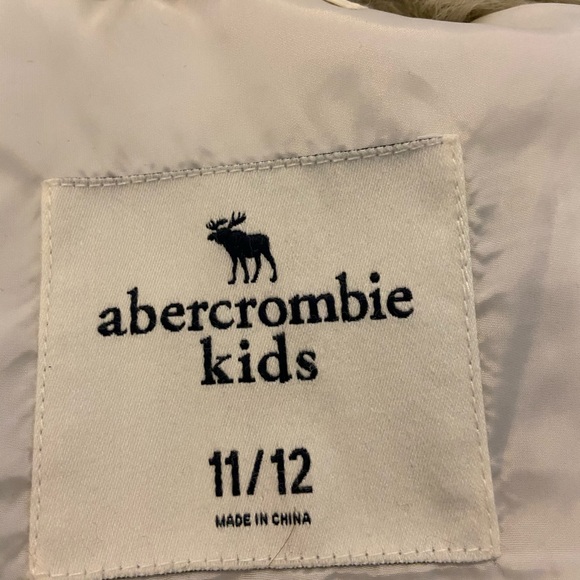 abercrombie
kids
11/12
MADE IN CHINA